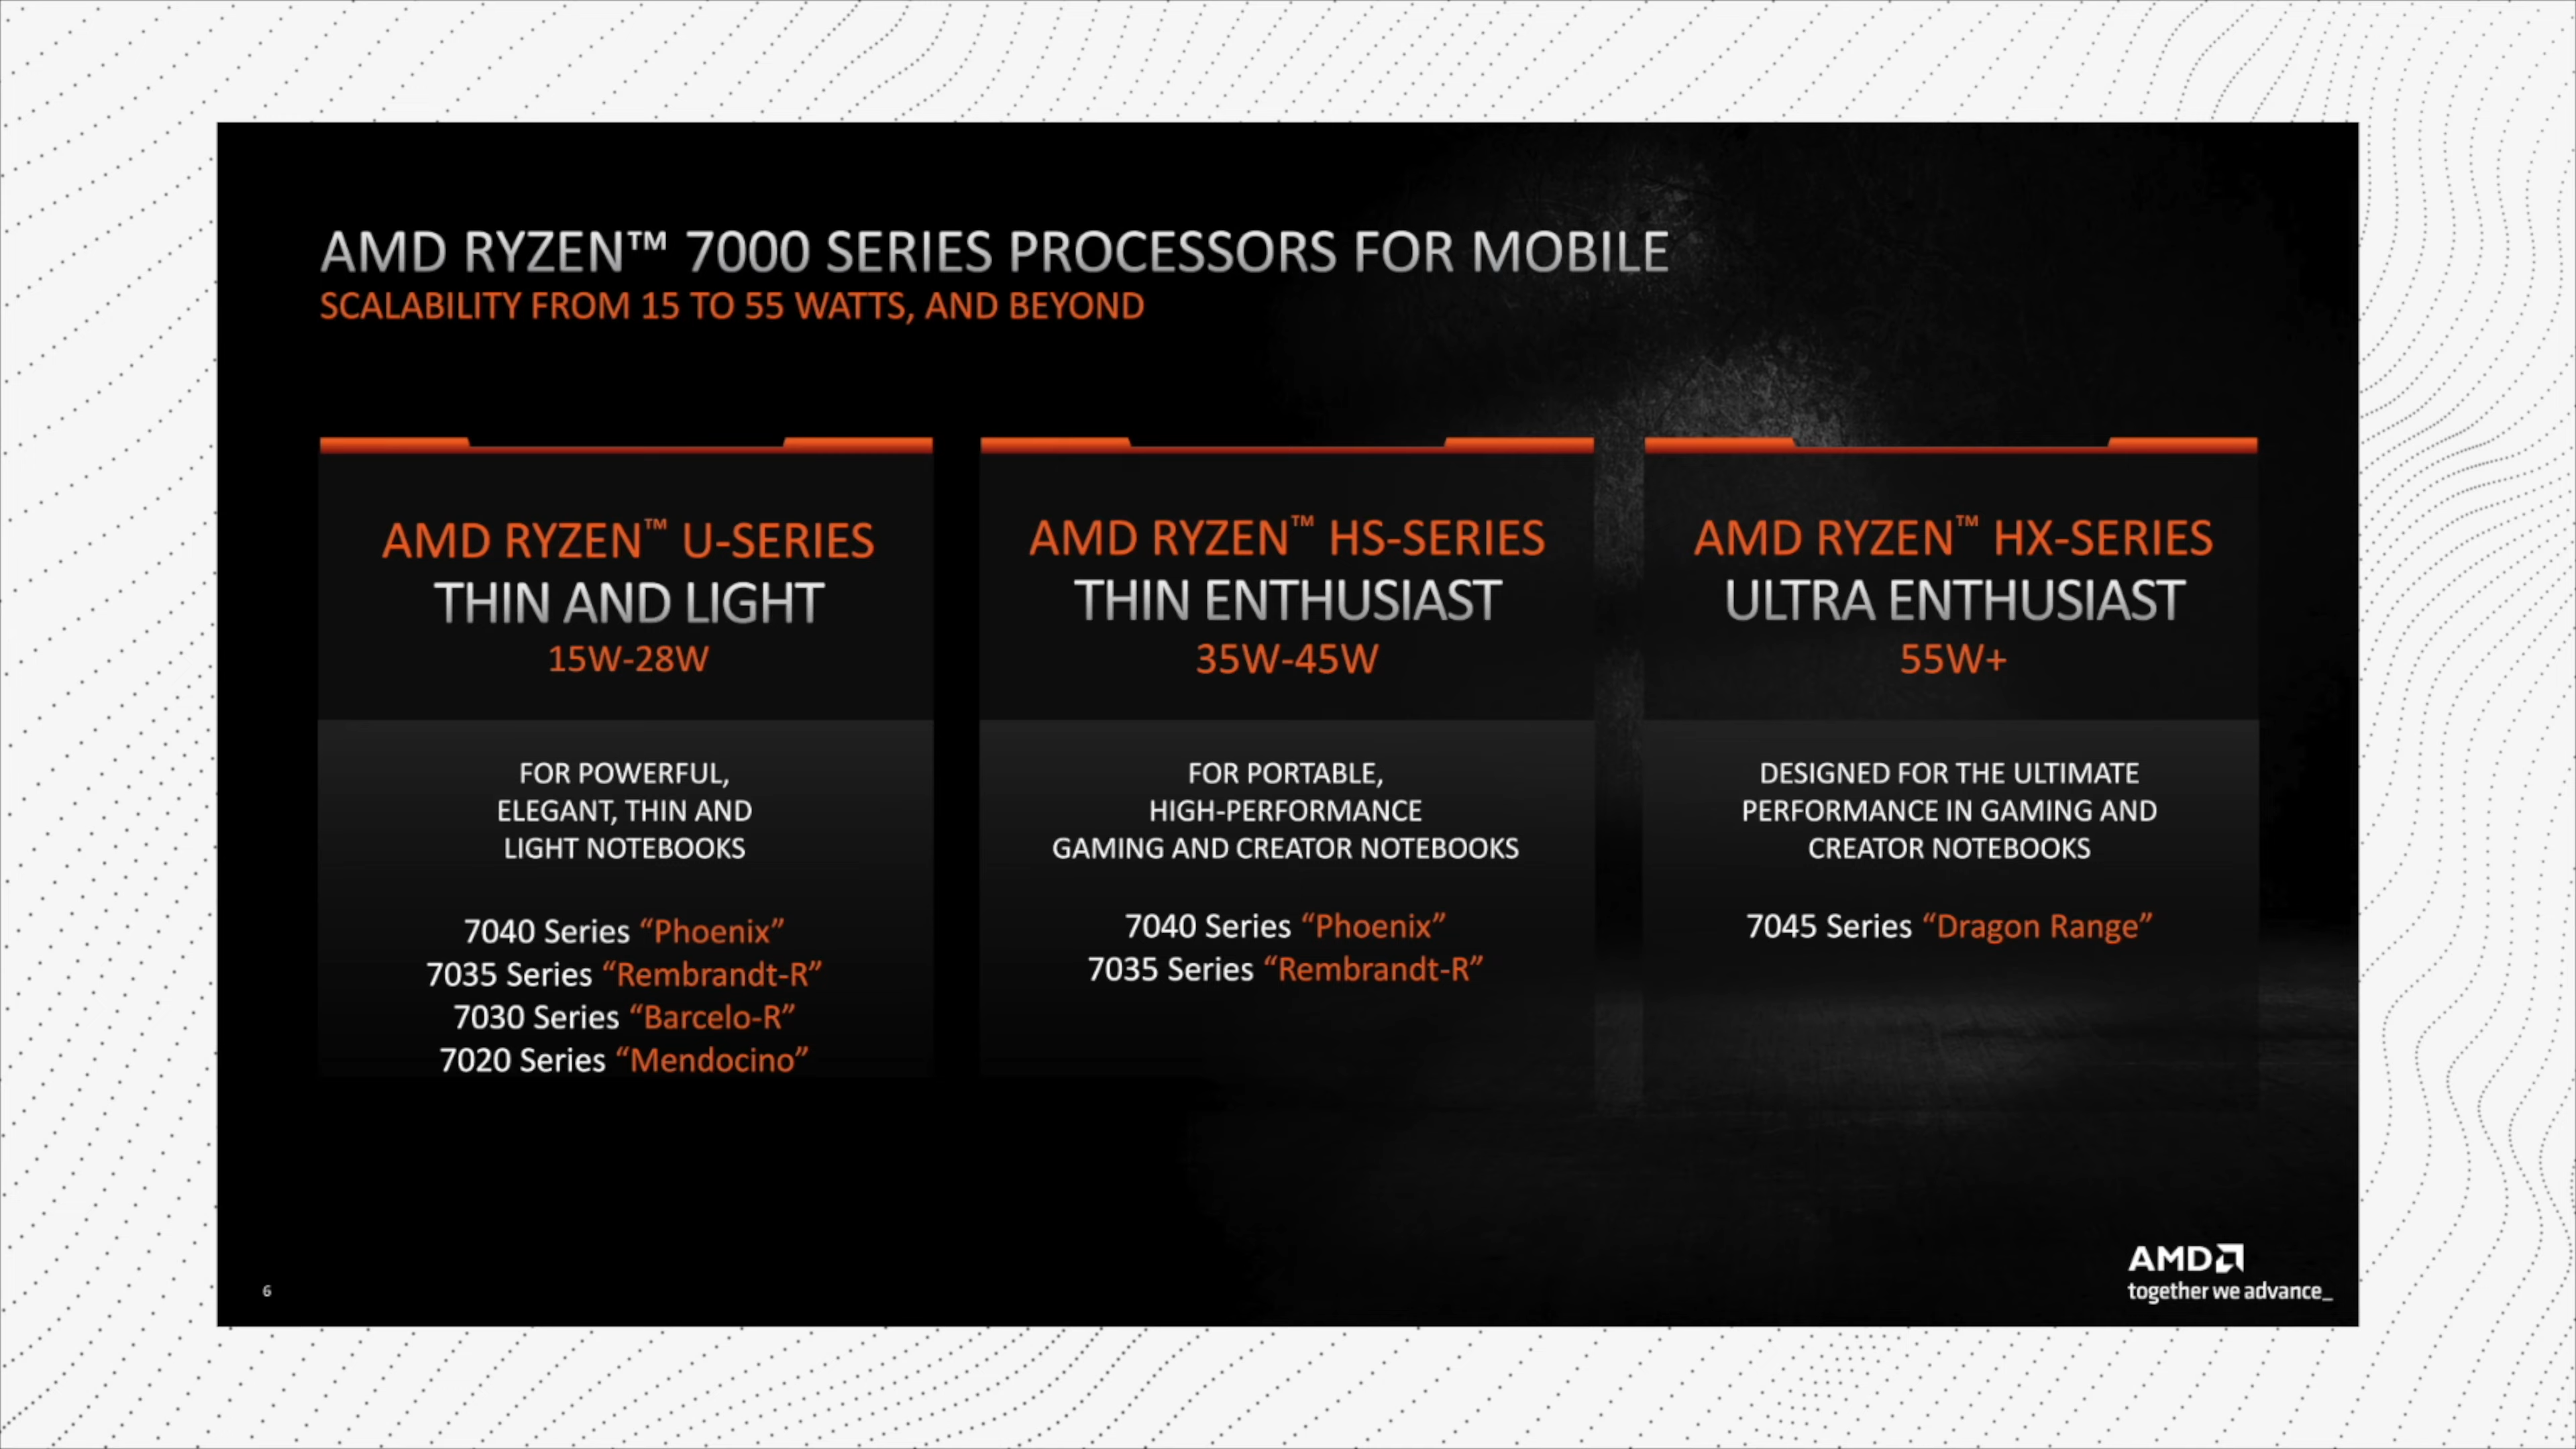 AMD RYZEN™ 7000 SERIES PROCESSORS FOR MOBILE
SCALABILITY FROM 15 TO 55 WATTS, AND BEYOND
AMD RYZEN™ U-SERIES
THIN AND LIGHT
15W-28W
FOR POWERFUL,
ELEGANT, THIN AND
LIGHT NOTEBOOKS
7040 Series “Phoenix”
7035 Series “Rembrandt-R”
7030 Series “Barcelo-R”
7020 Series “Mendocino”
AMD RYZEN™ HS-SERIES
THIN ENTHUSIAST
35W-45W
FOR PORTABLE,
HIGH-PERFORMANCE
GAMING AND CREATOR NOTEBOOKS
7040 Series “Phoenix”
7035 Series “Rembrandt-R”
AMD RYZEN™ HX-SERIES
ULTRA ENTHUSIAST
55W+
DESIGNED FOR THE ULTIMATE
PERFORMANCE IN GAMING AND
CREATOR NOTEBOOKS
7045 Series “Dragon Range”
6
AMD
together we advance_